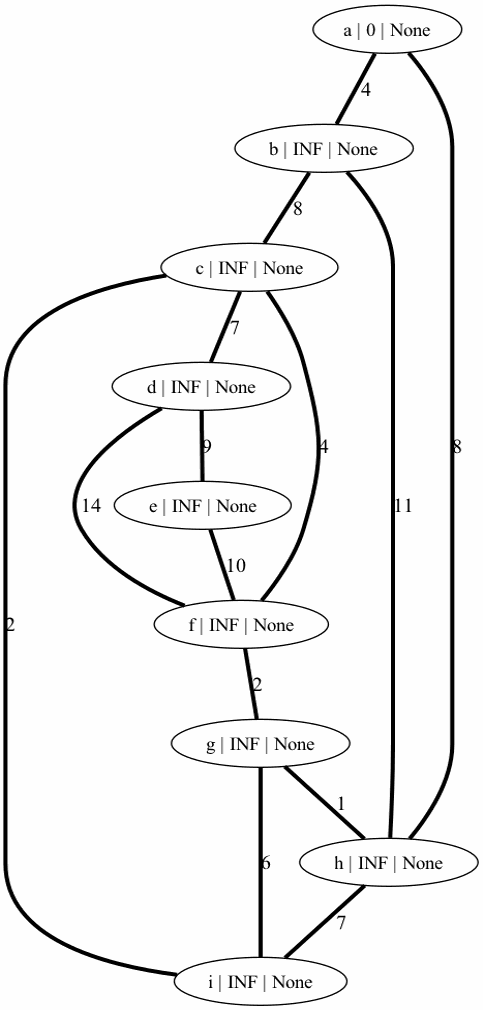 a | 0 | None
4
b | INF | None
8
c | INF | None
7
d | INF | None
9
4
8
e | INF | None
14
11
10
f | INF | None
2
2
g | INF | None
1
6
h | INF | None
7
i | INF | None